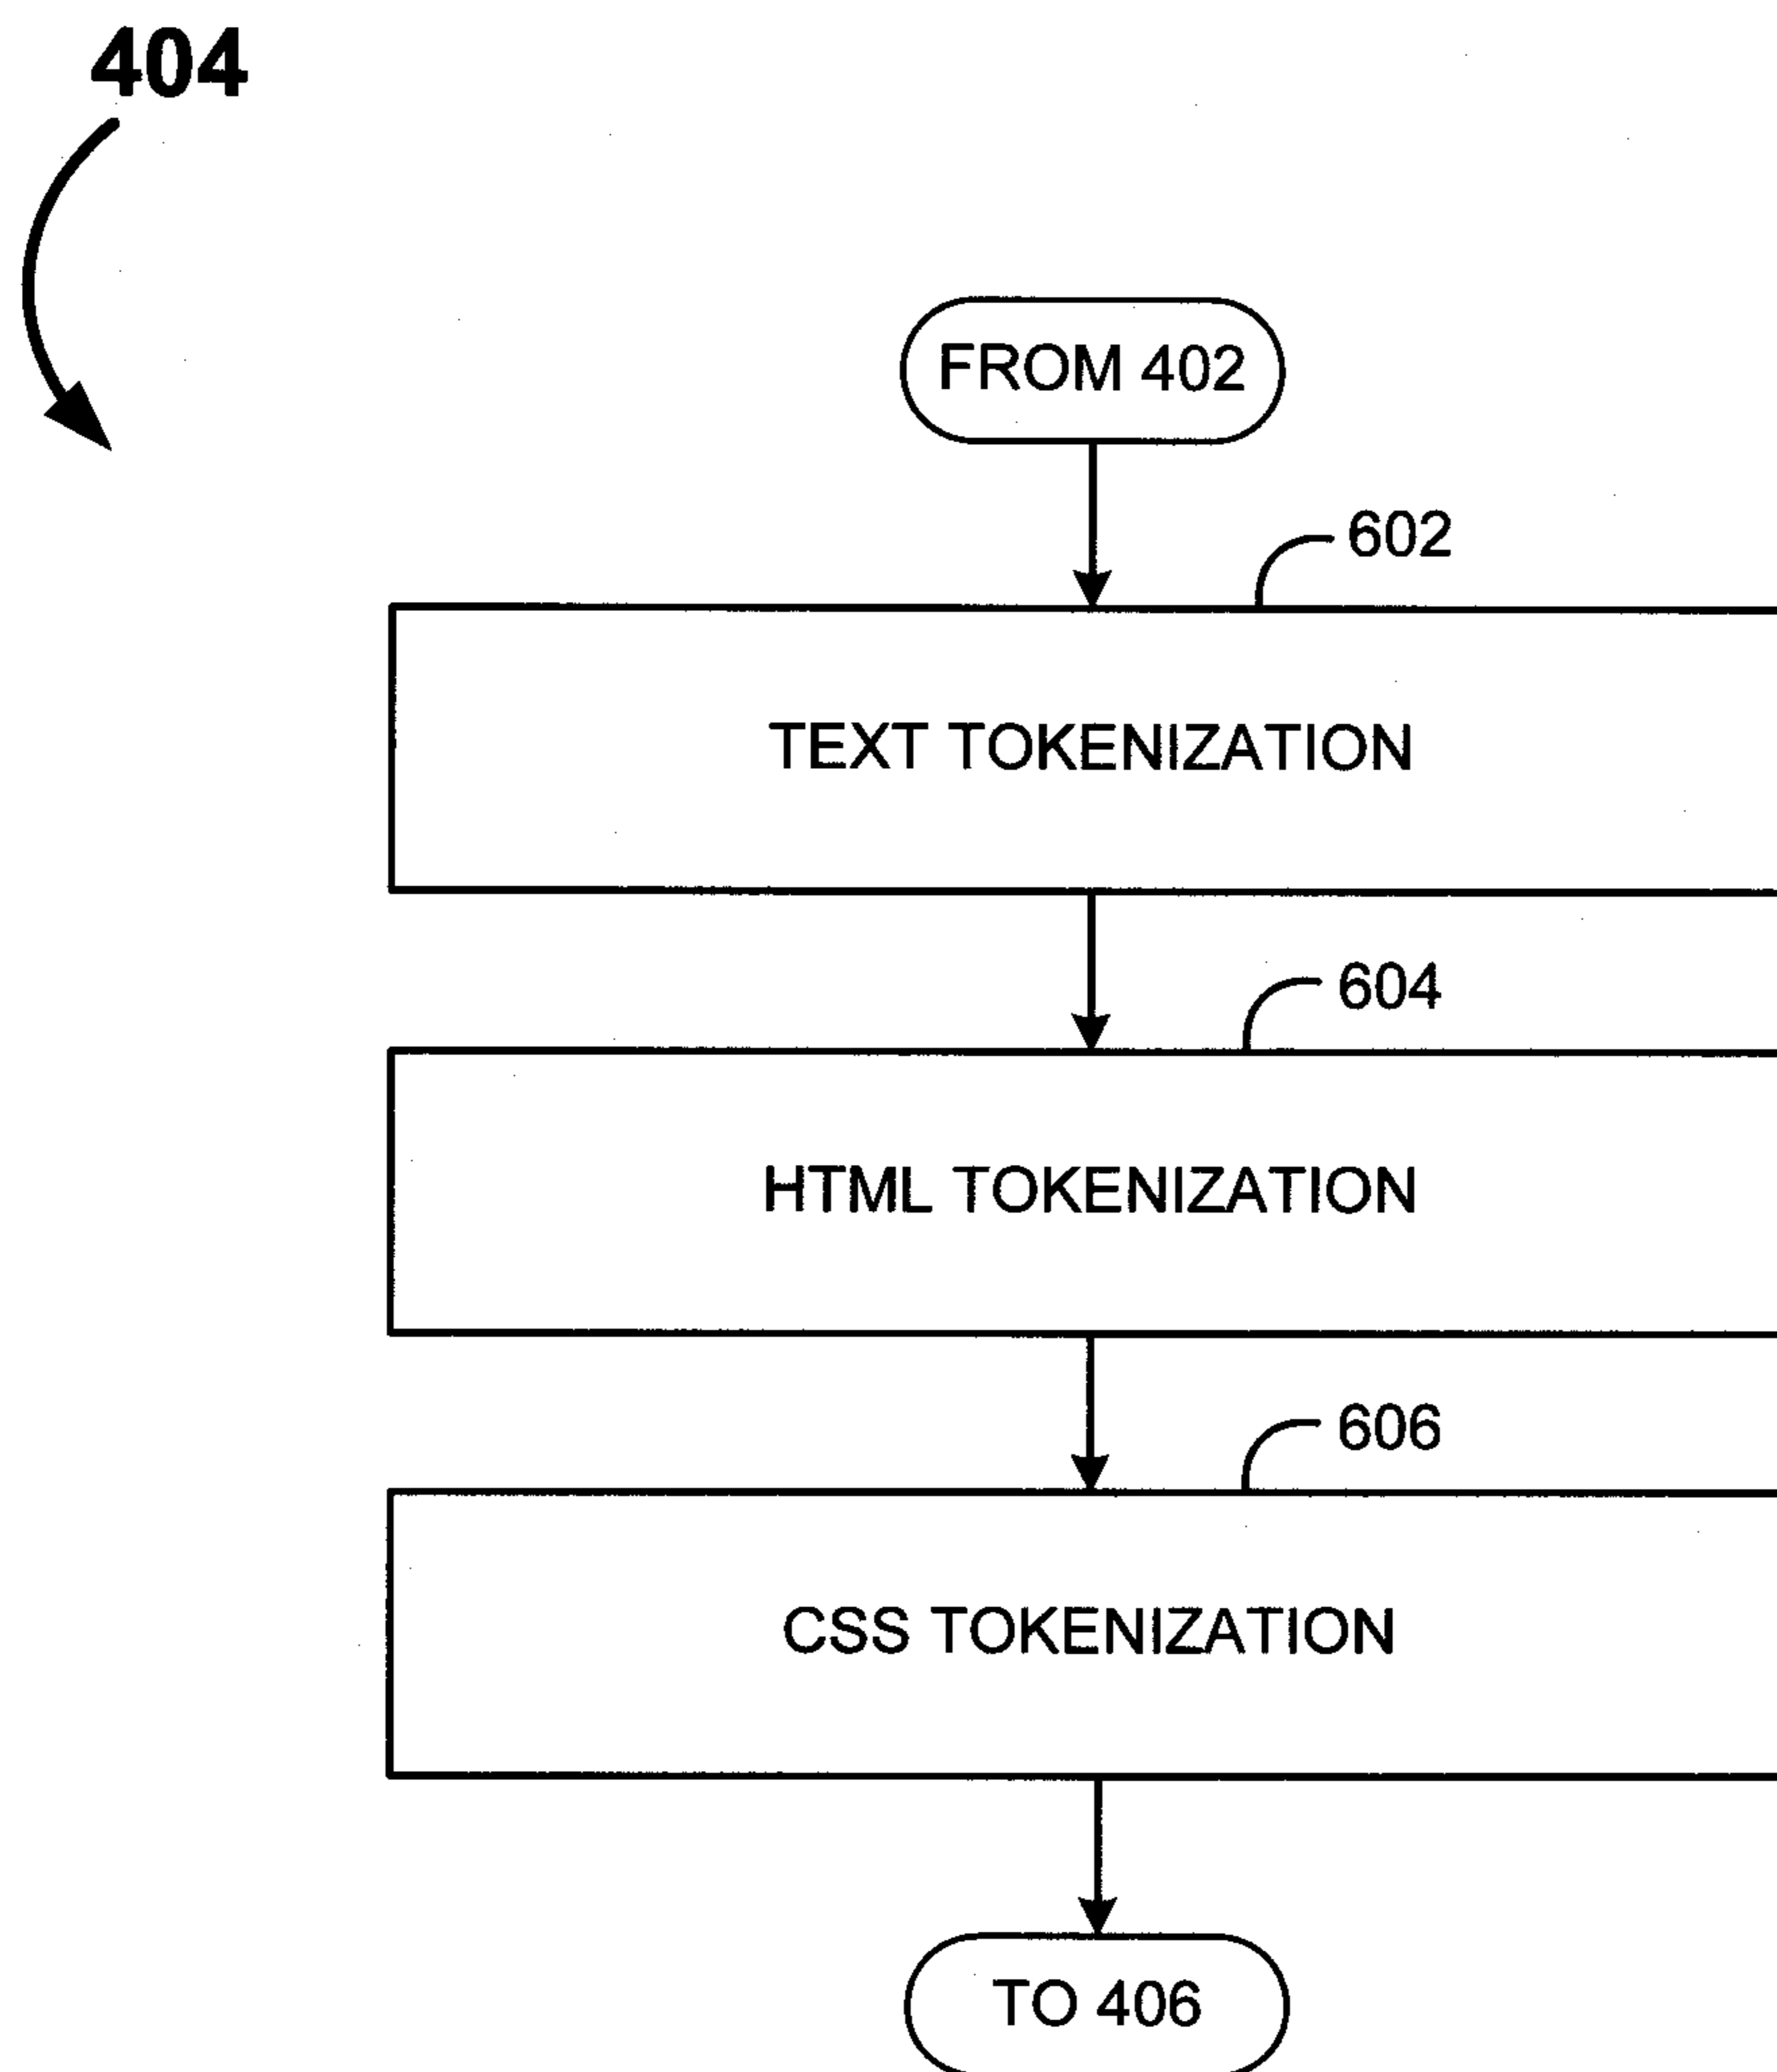 404
FROM 402
602
TEXT TOKENIZATION
604
HTML TOKENIZATION
606
CSS TOKENIZATION
TO 406